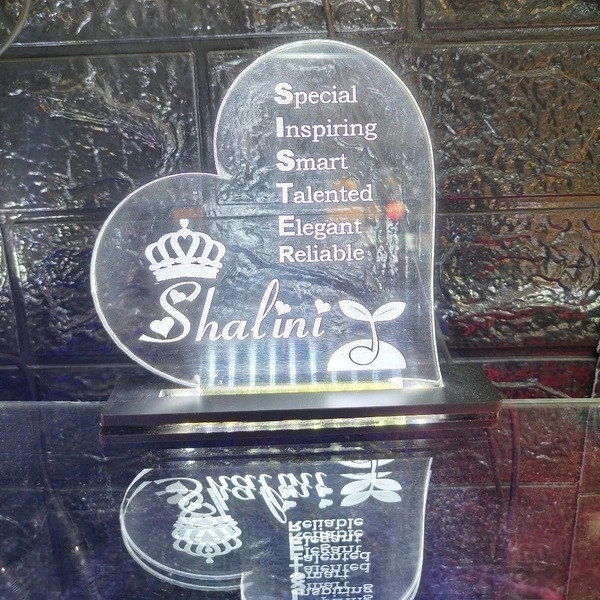 Special
Inspiring
Smart
Talented
Elegant
Reliable
Shalini